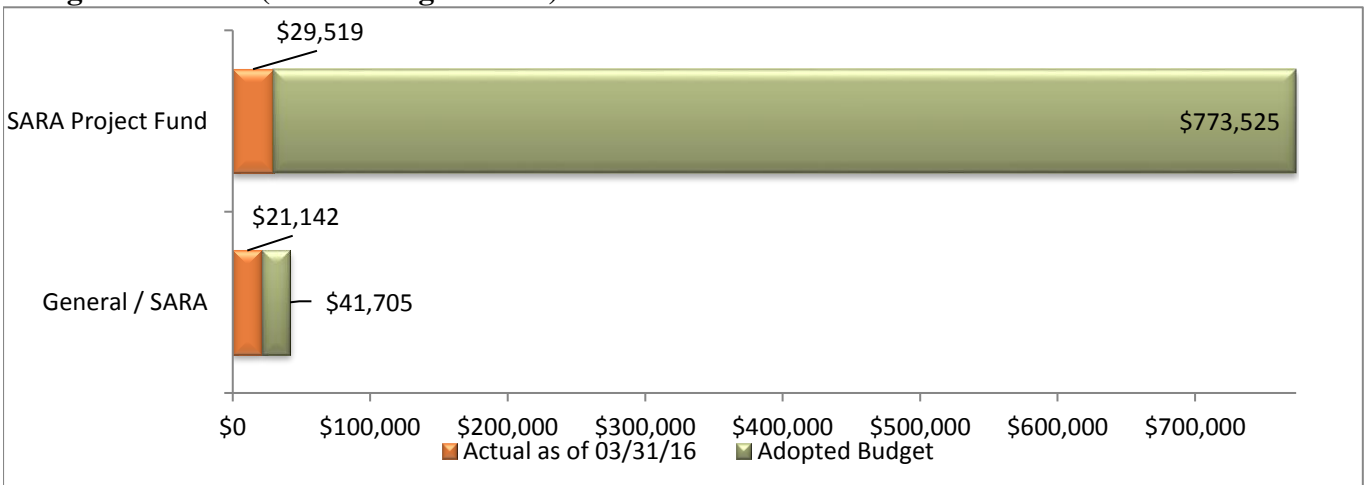 $29,519
SARA Project Fund
$773,525
$21,142
General / SARA
$41,705
$0 $100,000 $200,000 $300,000 $400,000 $500,000 $600,000 $700,000
Actual as of 03/31/16 Adopted Budget